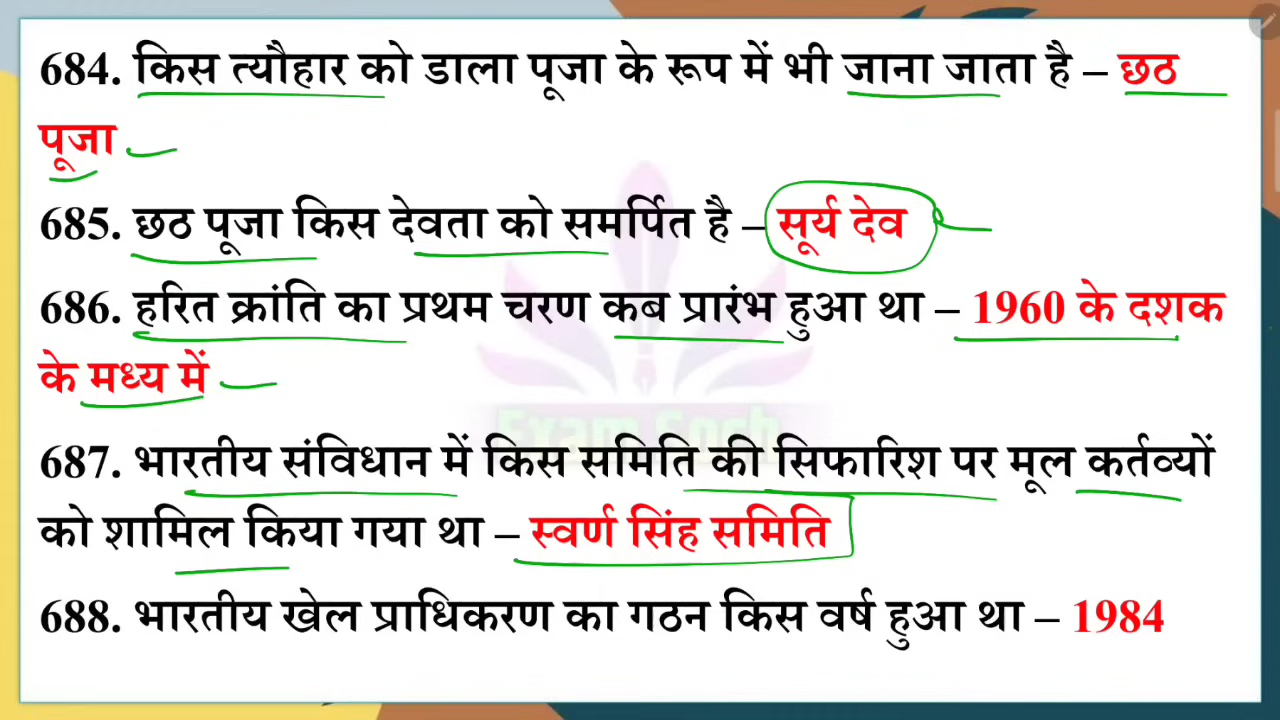 684. किस त्यौहार को डाला पूजा के रूप में भी जाना जाता है – छठ
पूजा
685. छठ पूजा किस देवता को समर्पित है – सूर्य देव
686. हरित क्रांति का प्रथम चरण कब प्रारंभ हुआ था – 1960 के दशक
के मध्य में
687. भारतीय संविधान में किस समिति की सिफारिश पर मूल कर्तव्यों
को शामिल किया गया था – स्वर्ण सिंह समिति
688. भारतीय खेल प्राधिकरण का गठन किस वर्ष हुआ था – 1984